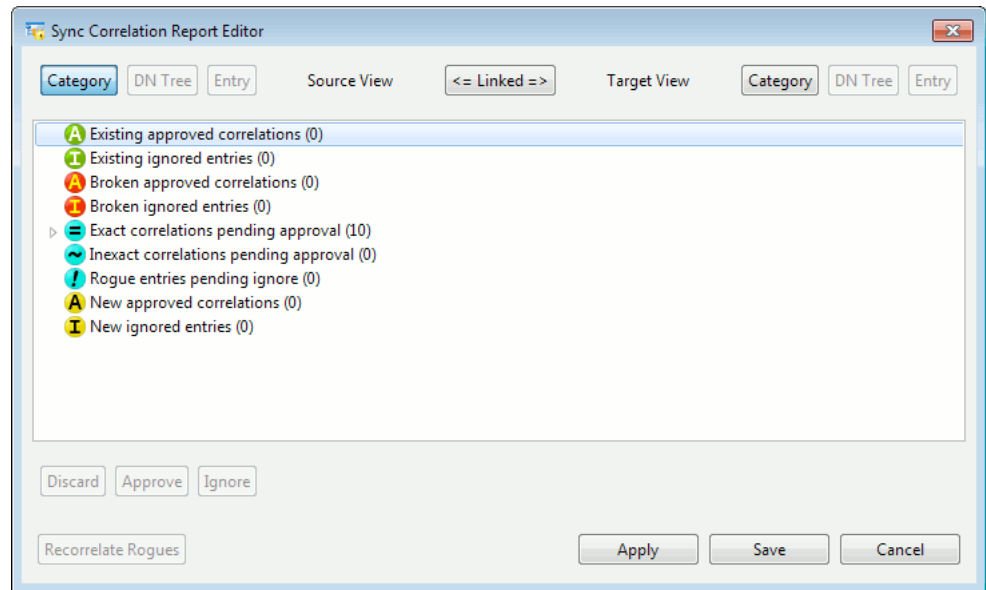 Sync Correlation Report Editor
Category DN Tree Entry Source View <= Linked => Target View Category DN Tree Entry
A Existing approved correlations (0)
I Existing ignored entries (0)
A Broken approved correlations (0)
I Broken ignored entries (0)
= Exact correlations pending approval (10)
~ Inexact correlations pending approval (0)
! Rogue entries pending ignore (0)
A New approved correlations (0)
I New ignored entries (0)
Discard Approve Ignore
Recorrelate Rogues Apply Save Cancel